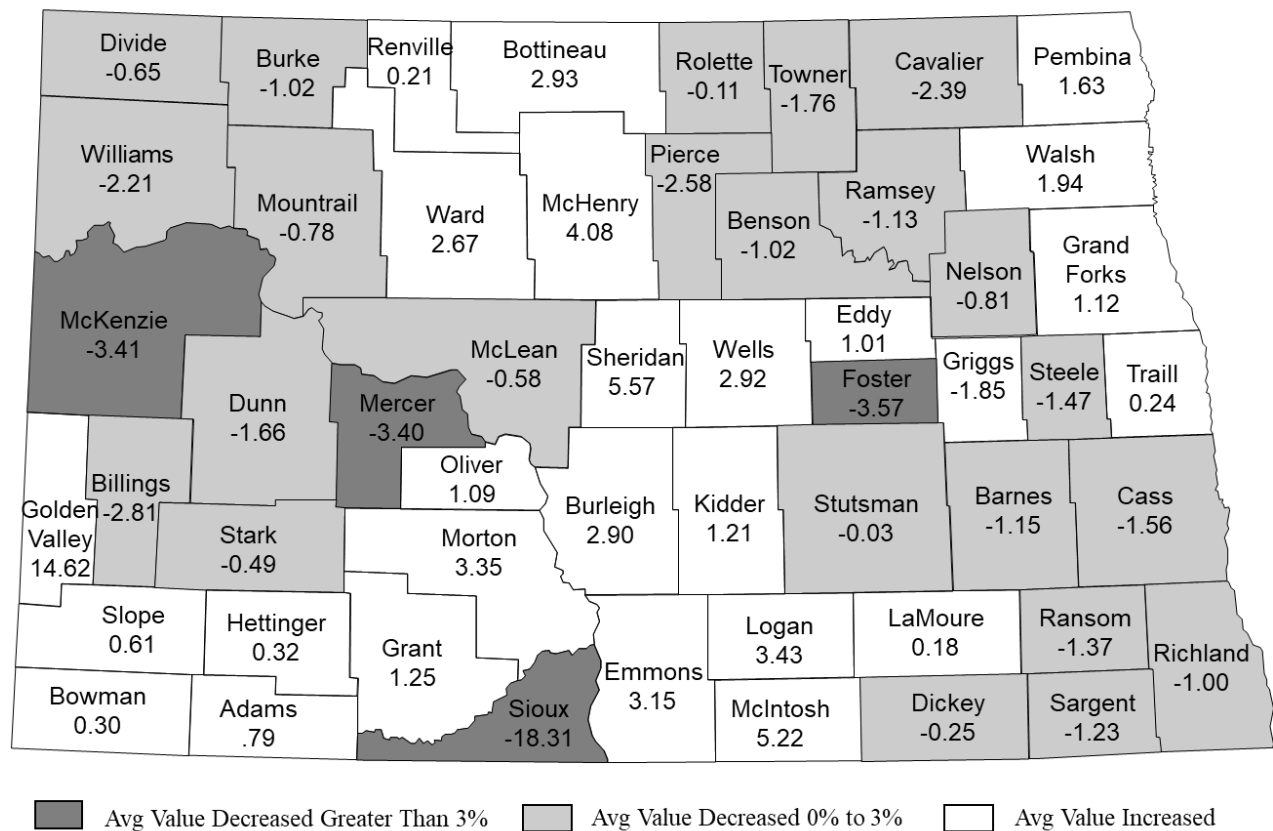 Divide
-0.65
Burke
-1.02
Renville
0.21
Bottineau
2.93
Rolette
-0.11
Towner
-1.76
Cavalier
-2.39
Pembina
1.63
Williams
-2.21
Mountrail
-0.78
Ward
2.67
McHenry
4.08
Pierce
-2.58
Benson
-1.02
Ramsey
-1.13
Walsh
1.94
Nelson
-0.81
Grand
Forks
1.12
McKenzie
-3.41
Dunn
-1.66
Mercer
-3.40
McLean
-0.58
Sheridan
5.57
Wells
2.92
Eddy
1.01
Foster
-3.57
Griggs
-1.85
Steele
-1.47
Traill
0.24
Golden
Valley
14.62
Billings
-2.81
Stark
-0.49
Oliver
1.09
Morton
3.35
Burleigh
2.90
Kidder
1.21
Stutsman
-0.03
Barnes
-1.15
Cass
-1.56
Slope
0.61
Hettinger
0.32
Grant
1.25
Bowman
0.30
Adams
.79
Sioux
-18.31
Emmons
3.15
Logan
3.43
McIntosh
5.22
LaMoure
0.18
Dickey
-0.25
Ransom
-1.37
Sargent
-1.23
Richland
-1.00
Avg Value Decreased Greater Than 3%
Avg Value Decreased 0% to 3%
Avg Value Increased